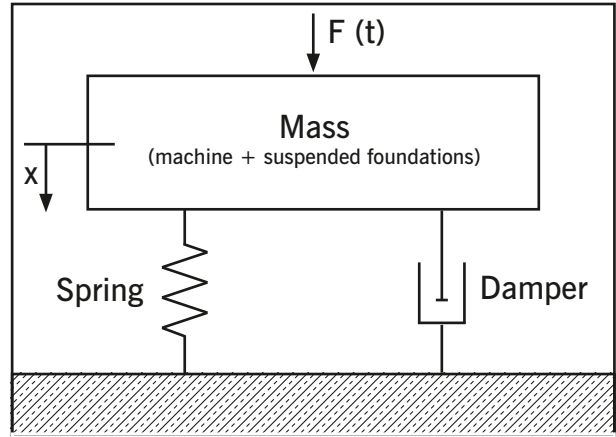 F (t)
Mass
(machine + suspended foundations)
x
Spring
Damper